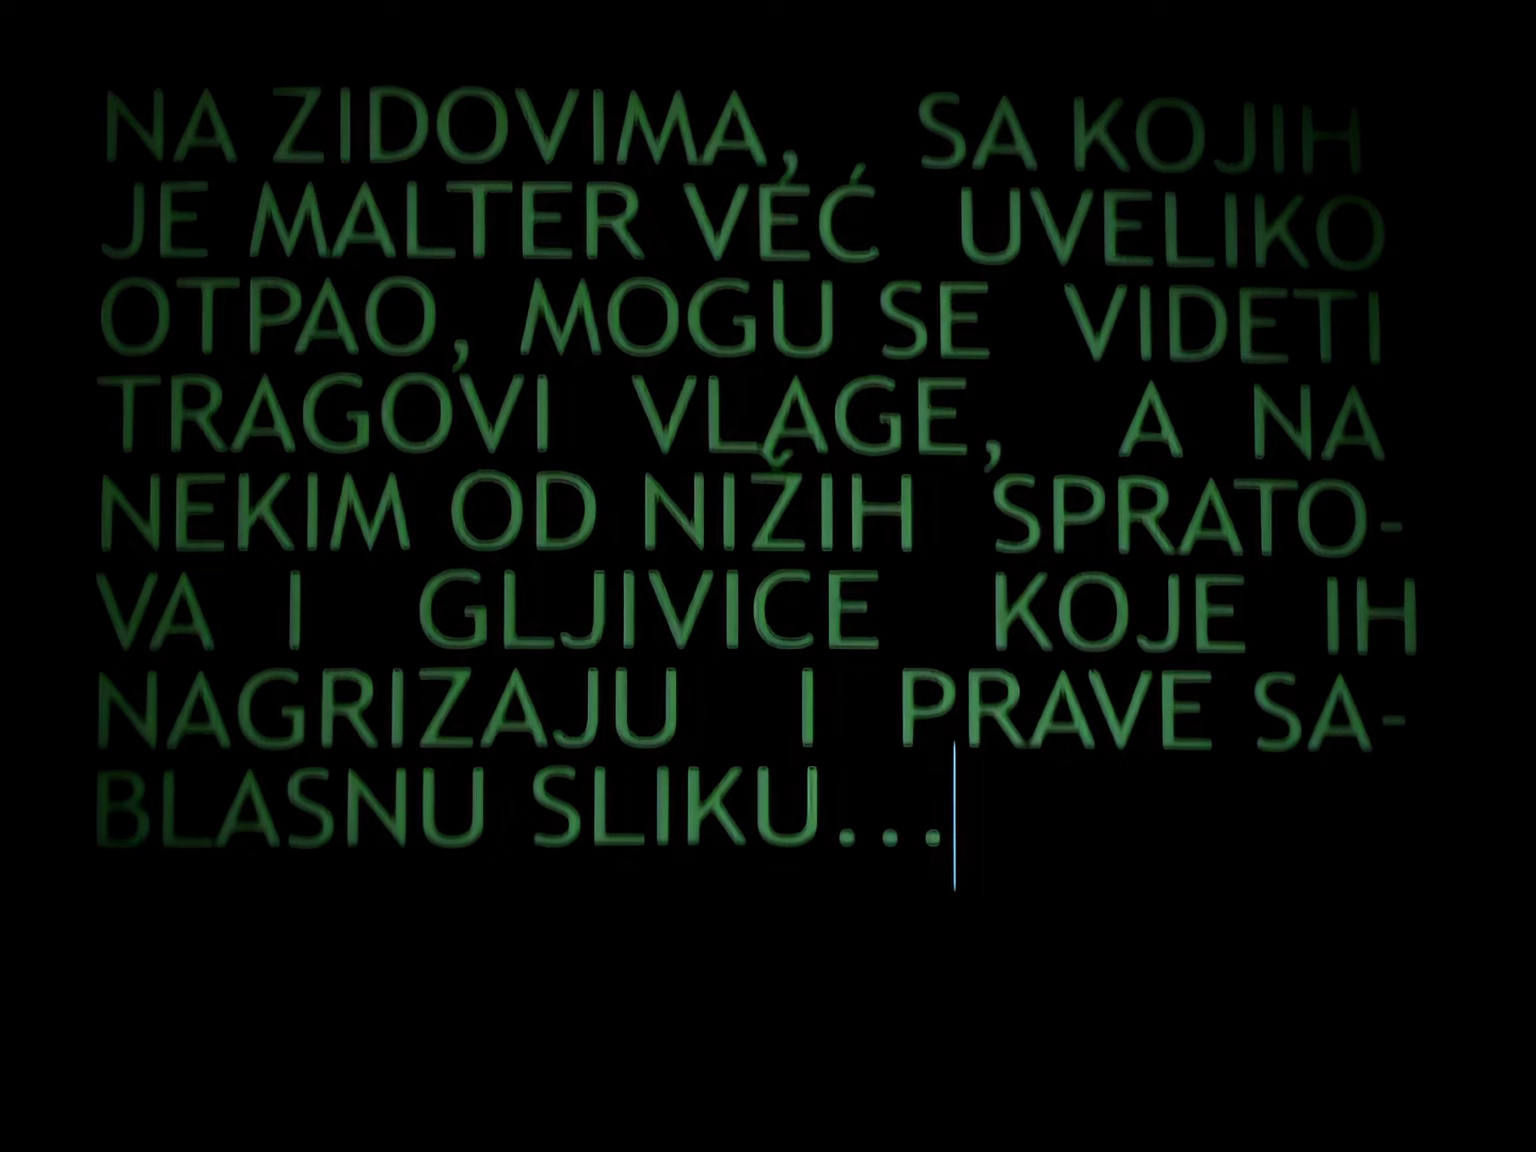 NA ZIDOVIMA, SA KOJIH
JE MALTER VEĆ UVELIKO
OTPAO, MOGU SE VIDETI
TRAGOVI VLAGE, A NA
NEKIM OD NIŽIH SPRATO-
VA I GLJIVICE KOJE IH
NAGRIZAJU I PRAVE SA-
BLASNU SLIKU...